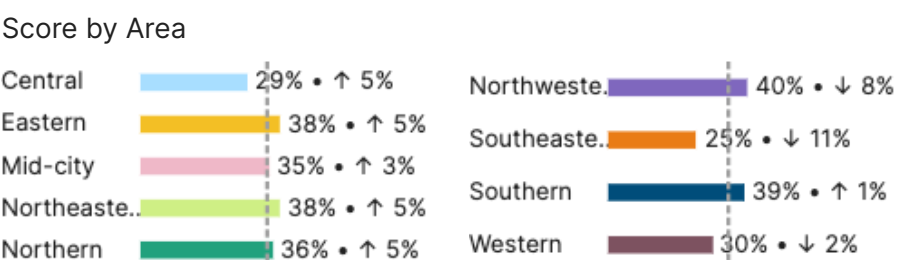 Score by Area
Central 29% • ↑ 5%
Eastern 38% • ↑ 5%
Mid-city 35% • ↑ 3%
Northeaste.. 38% • ↑ 5%
Northern 36% • ↑ 5%
Northweste.. 40% • ↓ 8%
Southeaste.. 25% • ↓ 11%
Southern 39% • ↑ 1%
Western 30% • ↓ 2%